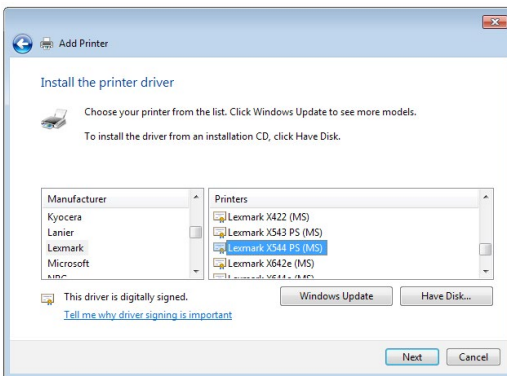 Add Printer
Install the printer driver
Choose your printer from the list. Click Windows Update to see more models.
To install the driver from an installation CD, click Have Disk.
Manufacturer
Kyocera
Lanier
Lexmark
Microsoft
Printers
Lexmark X422 (MS)
Lexmark X543 PS (MS)
Lexmark X544 PS (MS)
Lexmark X642e (MS)
This driver is digitally signed.
Tell me why driver signing is important
Windows Update
Have Disk...
Next
Cancel